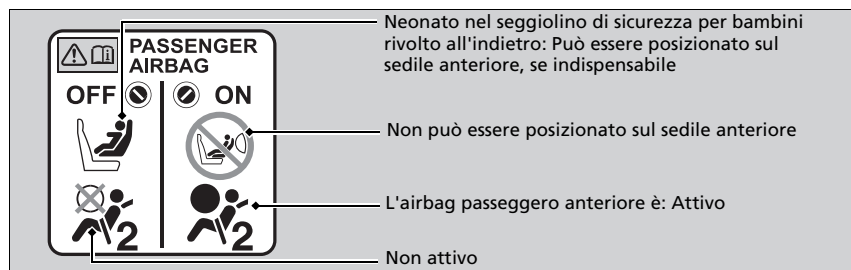 PASSENGER
AIRBAG
OFF
ON
2
2
Neonato nel seggiolino di sicurezza per bambini
rivolto all'indietro: Può essere posizionato sul
sedile anteriore, se indispensabile
Non può essere posizionato sul sedile anteriore
L'airbag passeggero anteriore è: Attivo
Non attivo